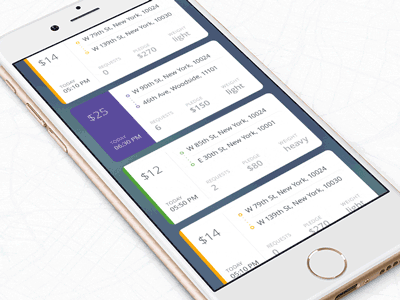 W 79th St, New York, 10024
$14
W 139th St, New York, 10030
TODAY
05:10 PM
REQUESTS
0
PLEDGE
$270
WEIGHT
light
W 90th St, New York, 10024
$25
46th Ave, Woodside, 11101
TODAY
06:30 PM
REQUESTS
6
PLEDGE
$150
WEIGHT
light
W 85th St, New York, 10024
$12
E 30th St, New York, 10001
TODAY
05:50 PM
REQUESTS
2
PLEDGE
$80
WEIGHT
heavy
W 79th St, New York, 10024
$14
W 139th St, New York, 10030
TODAY
05:10 PM
REQUESTS
0
PLEDGE
$270
WEIGHT
light